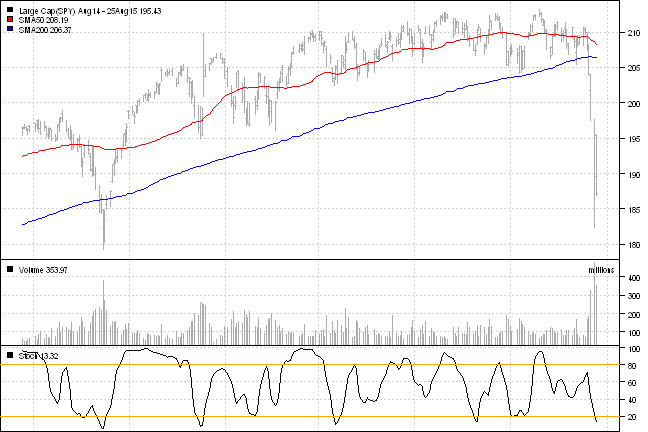 Large Cap(SPY) Aug14 - 25Aug15 195.43
SMA50 208.19
SMA200 206.37
210
205
200
195
190
185
180
Volume 353.97
millions
400
300
200
100
Stoch 13.32
100
80
60
40
20